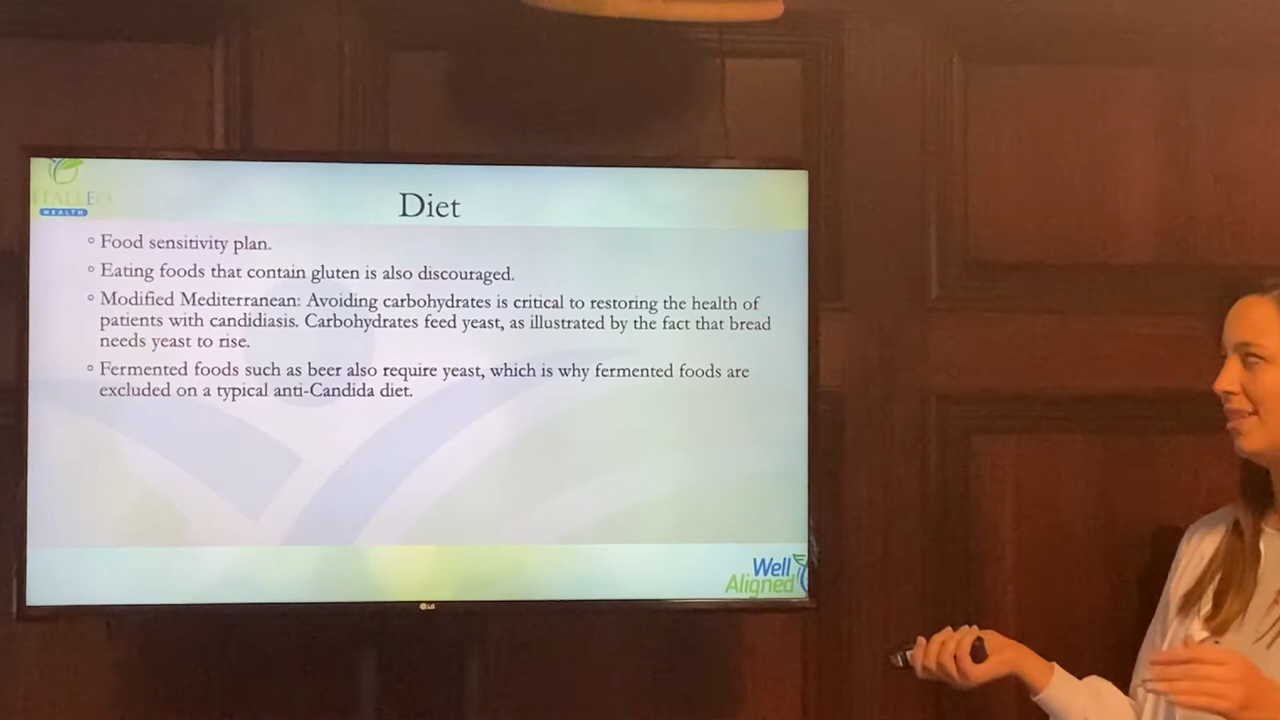 Diet
HEALTH
◦ Food sensitivity plan.
◦ Eating foods that contain gluten is also discouraged.
◦ Modified Mediterranean: Avoiding carbohydrates is critical to restoring the health of
patients with candidiasis. Carbohydrates feed yeast, as illustrated by the fact that bread
needs yeast to rise.
◦ Fermented foods such as beer also require yeast, which is why fermented foods are
excluded on a typical anti-Candida diet.
Well
Aligned
LG